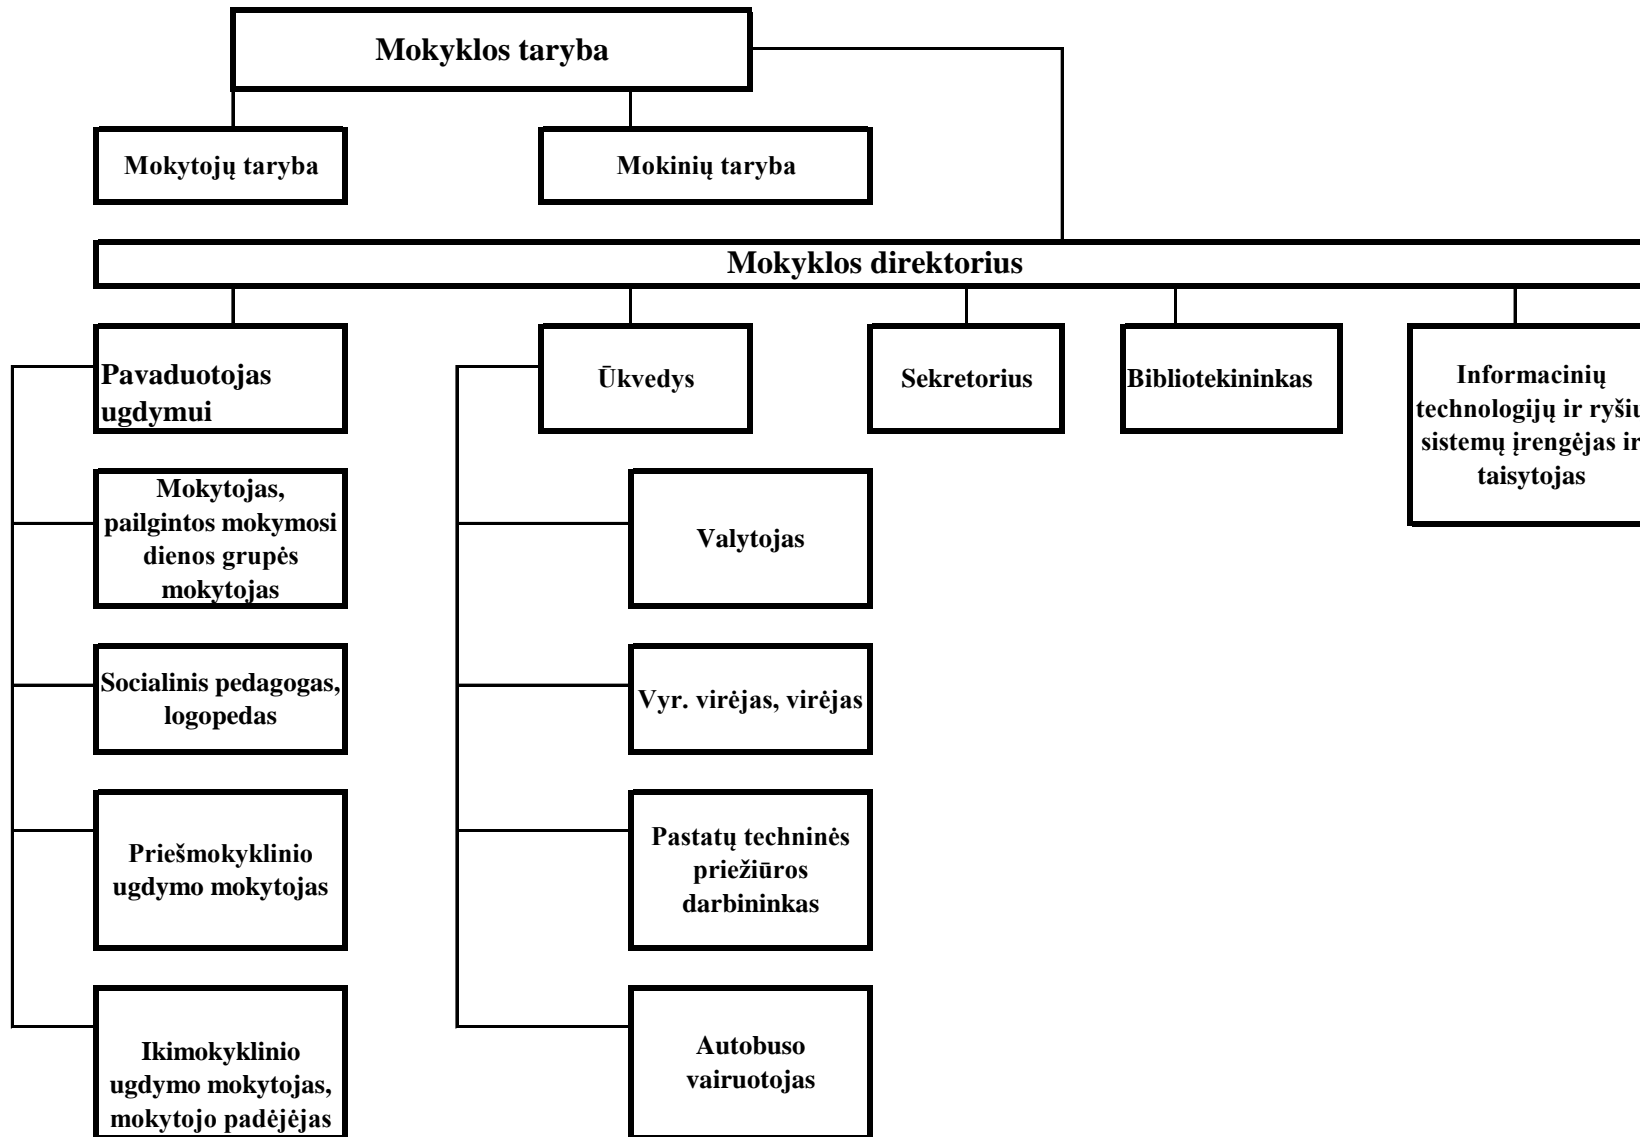 Mokyklos taryba
Mokytojų taryba
Mokinių taryba
Mokyklos direktorius
Pavaduotojas
ugdymui
Ūkvedys
Sekretorius
Bibliotekininkas
Informacinių
technologijų ir ryšių
sistemų įrengėjas ir
taisytojas
Mokytojas,
pailgintos mokymosi
dienos grupės
mokytojas
Valytojas
Socialinis pedagogas,
logopedas
Vyr. virėjas, virėjas
Priešmokyklinio
ugdymo mokytojas
Pastatų techninės
priežiūros
darbininkas
Ikimokyklinio
ugdymo mokytojas,
mokytojo padėjėjas
Autobuso
vairuotojas